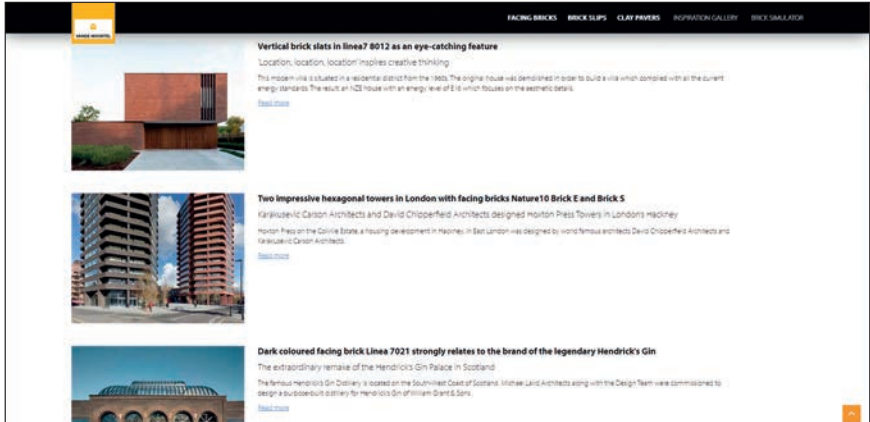 FACING BRICKS BRICK SLIPS CLAY PAVERS INSPIRATION GALLERY BRICK SIMULATOR
Vertical brick slats in linea7 8012 as an eye-catching feature
'Location, location, location' inspires creative thinking
This modern villa is situated in a residential district from the 1960s. The original house was demolished in order to build a villa which complied with all the current
energy standards. The result: an NZE house with an energy level of E16 which focuses on the aesthetic details.
Read more
Two impressive hexagonal towers in London with facing bricks Nature10 Brick E and Brick S
Karakusevic Carson Architects and David Chipperfield Architects designed Hoxton Press Towers in London's Hackney
Hoxton Press on the Colville Estate, a housing development in Hackney, in East London was designed by world famous architects David Chipperfield Architects and
Karakusevic Carson Architects.
Read more
Dark coloured facing brick Linea 7021 strongly relates to the brand of the legendary Hendrick's Gin
The extraordinary remake of the Hendrick's Gin Palace in Scotland
The famous Hendrick's Gin Distillery is located on the SouthWest Coast of Scotland. Michael Laird Architects along with the Design Team were commissioned to
design a purpose-built distillery for Hendrick's Gin of William Grant & Sons.
Read more